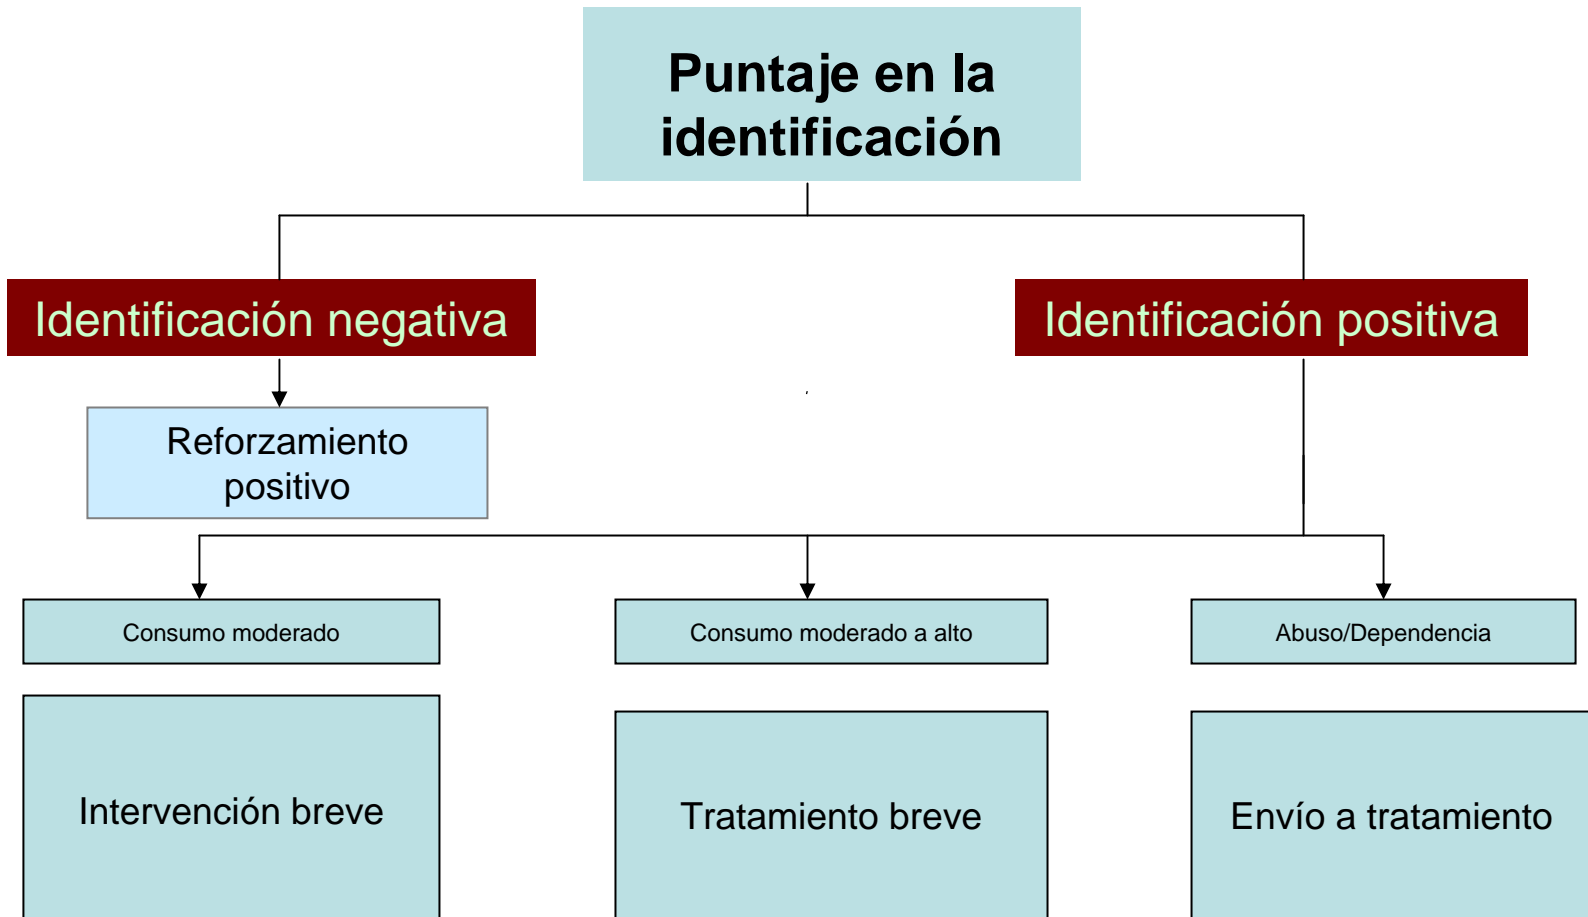 Puntaje en la
identificación
Identificación negativa
Identificación positiva
Reforzamiento
positivo
Consumo moderado
Consumo moderado a alto
Abuso/Dependencia
Intervención breve
Tratamiento breve
Envío a tratamiento